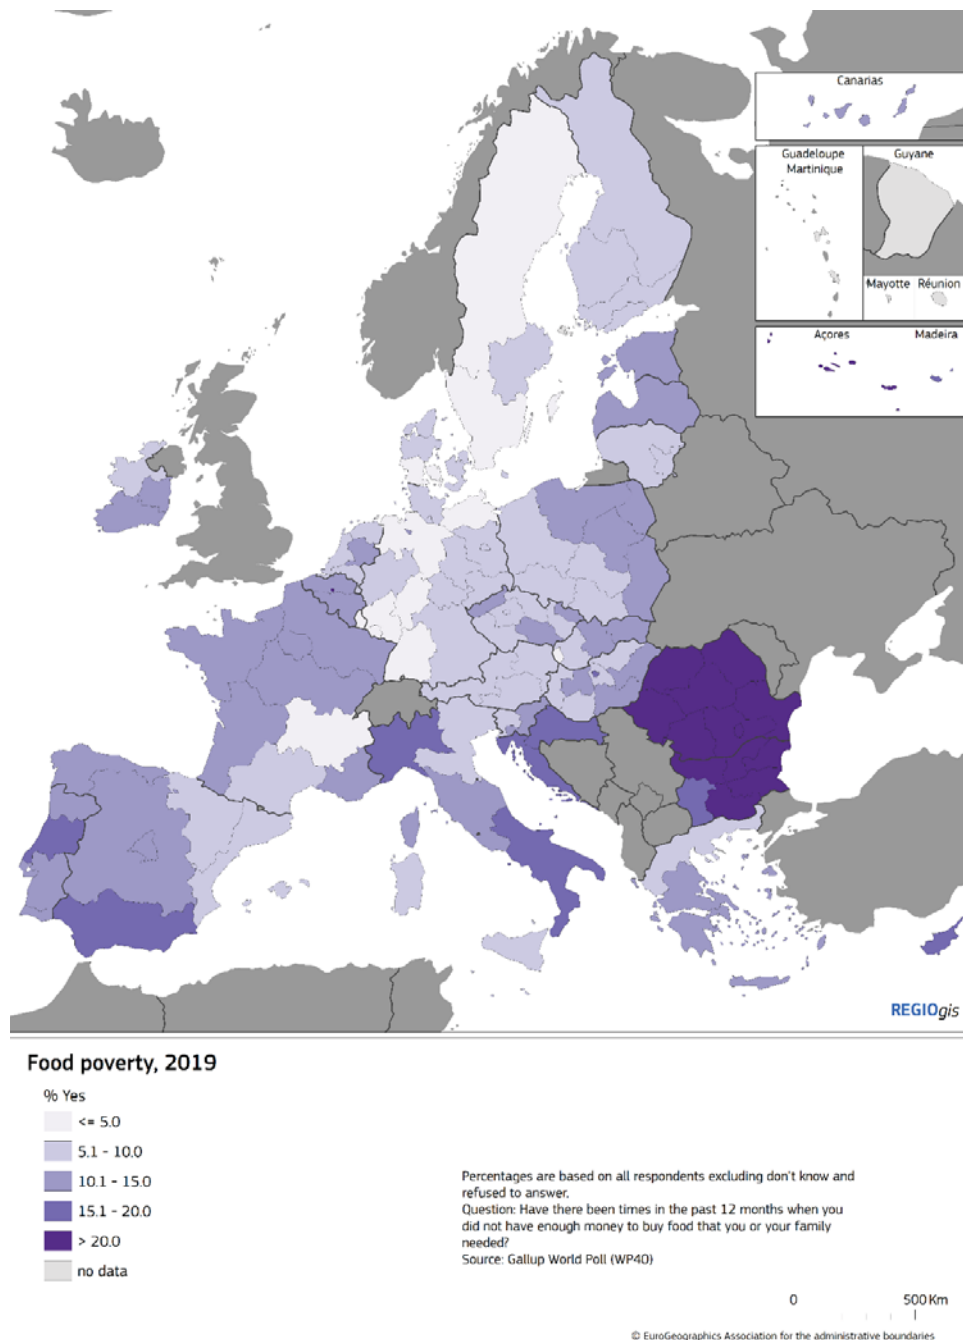 Canarias
Guadeloupe
Martinique
Guyane
Mayotte
Réunion
Açores
Madeira
REGIOgis
Food poverty, 2019
% Yes
<= 5.0
5.1 - 10.0
10.1 - 15.0
15.1 - 20.0
> 20.0
no data
Percentages are based on all respondents excluding don't know and
refused to answer.
Question: Have there been times in the past 12 months when you
did not have enough money to buy food that you or your family
needed?
Source: Gallup World Poll (WP40)
0 500 Km
© EuroGeographics Association for the administrative boundaries